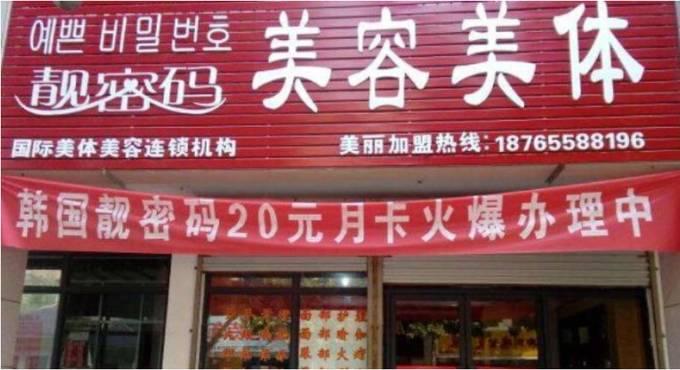 예쁜 비밀번호
靓密码
美容美体
国际美体美容连锁机构
美丽加盟热线:18765588196
韩国靓密码20元月卡火爆办理中